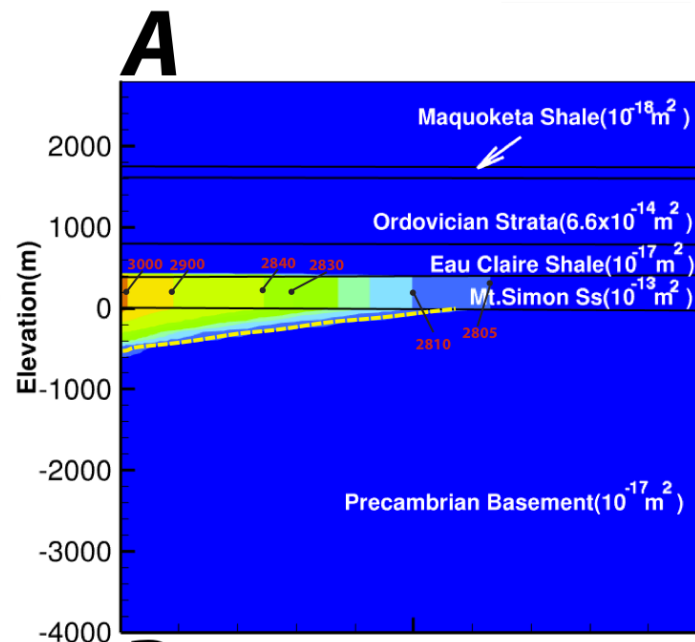 A
Elevation(m)
2000
1000
0
-1000
-2000
-3000
-4000
Maquoketa Shale(10⁻¹⁸m²)
Ordovician Strata(6.6x10⁻¹⁴m²)
Eau Claire Shale(10⁻¹⁷m²)
3000 2900 2840 2830
Mt.Simon Ss(10⁻¹³m²)
2810 2805
Precambrian Basement(10⁻¹⁷m²)